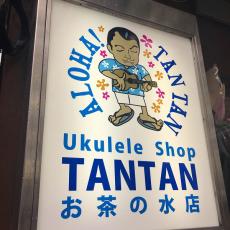 ALOHA! TAN TAN
Ukulele Shop
TANTAN
お茶の水店